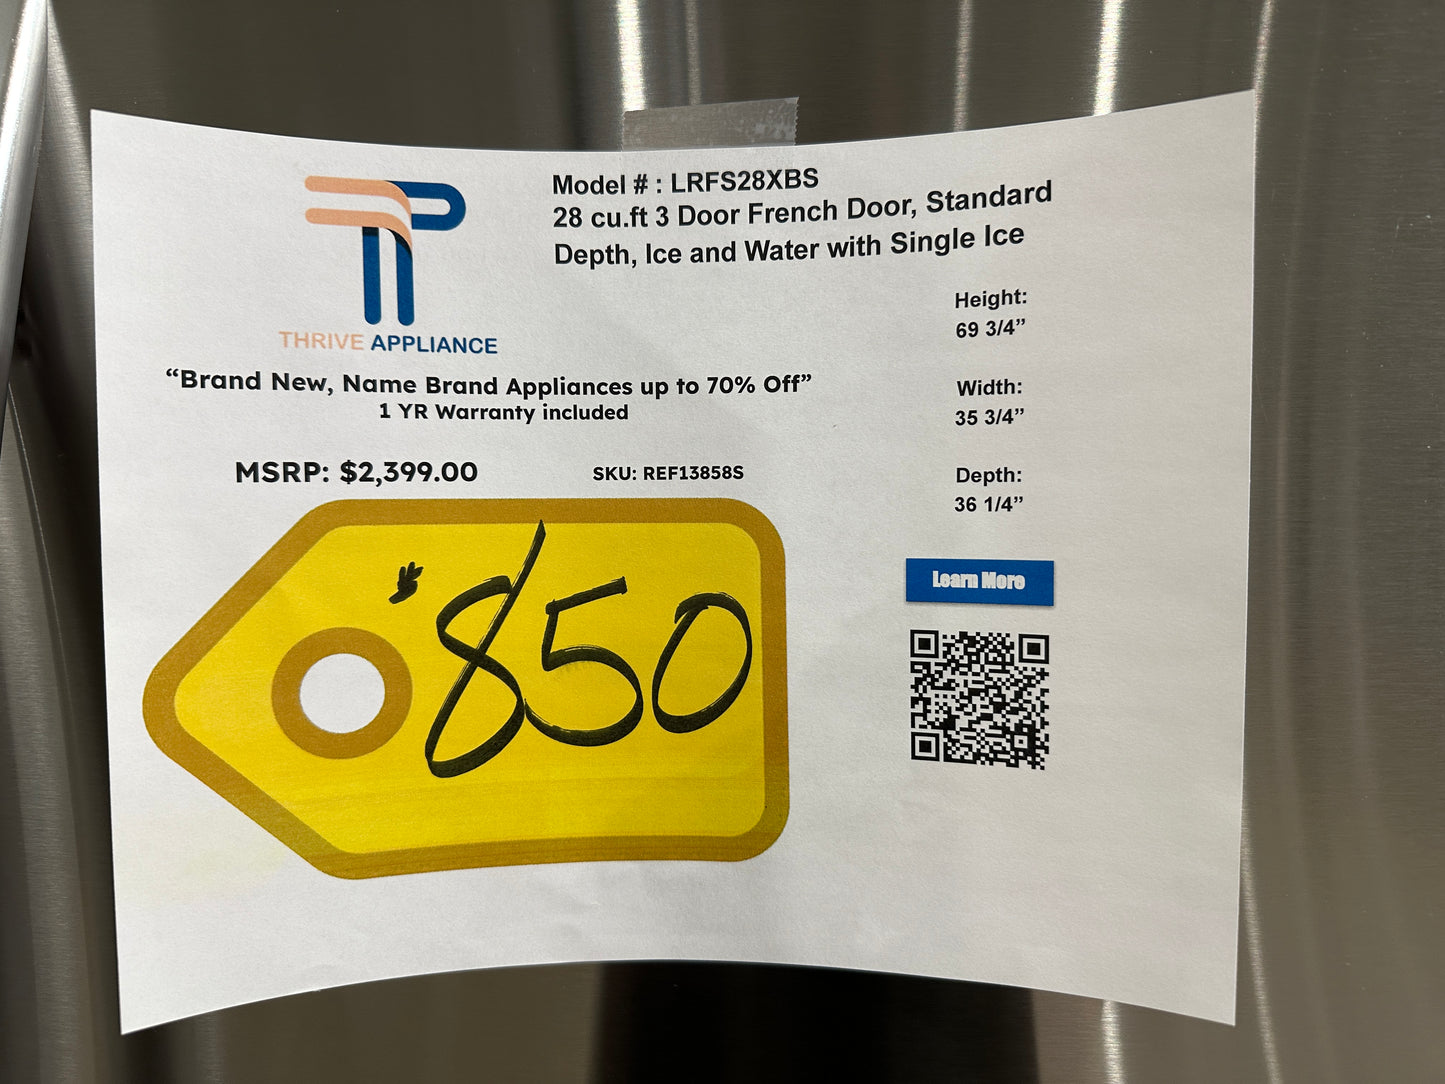 Model # : LRFS28XBS
28 cu.ft 3 Door French Door, Standard
Depth, Ice and Water with Single Ice
THRIVE APPLIANCE
“Brand New, Name Brand Appliances up to 70% Off”
1 YR Warranty included
MSRP: $2,399.00
SKU: REF13858S
$850
Height:
69 3/4”
Width:
35 3/4”
Depth:
36 1/4”
Learn More